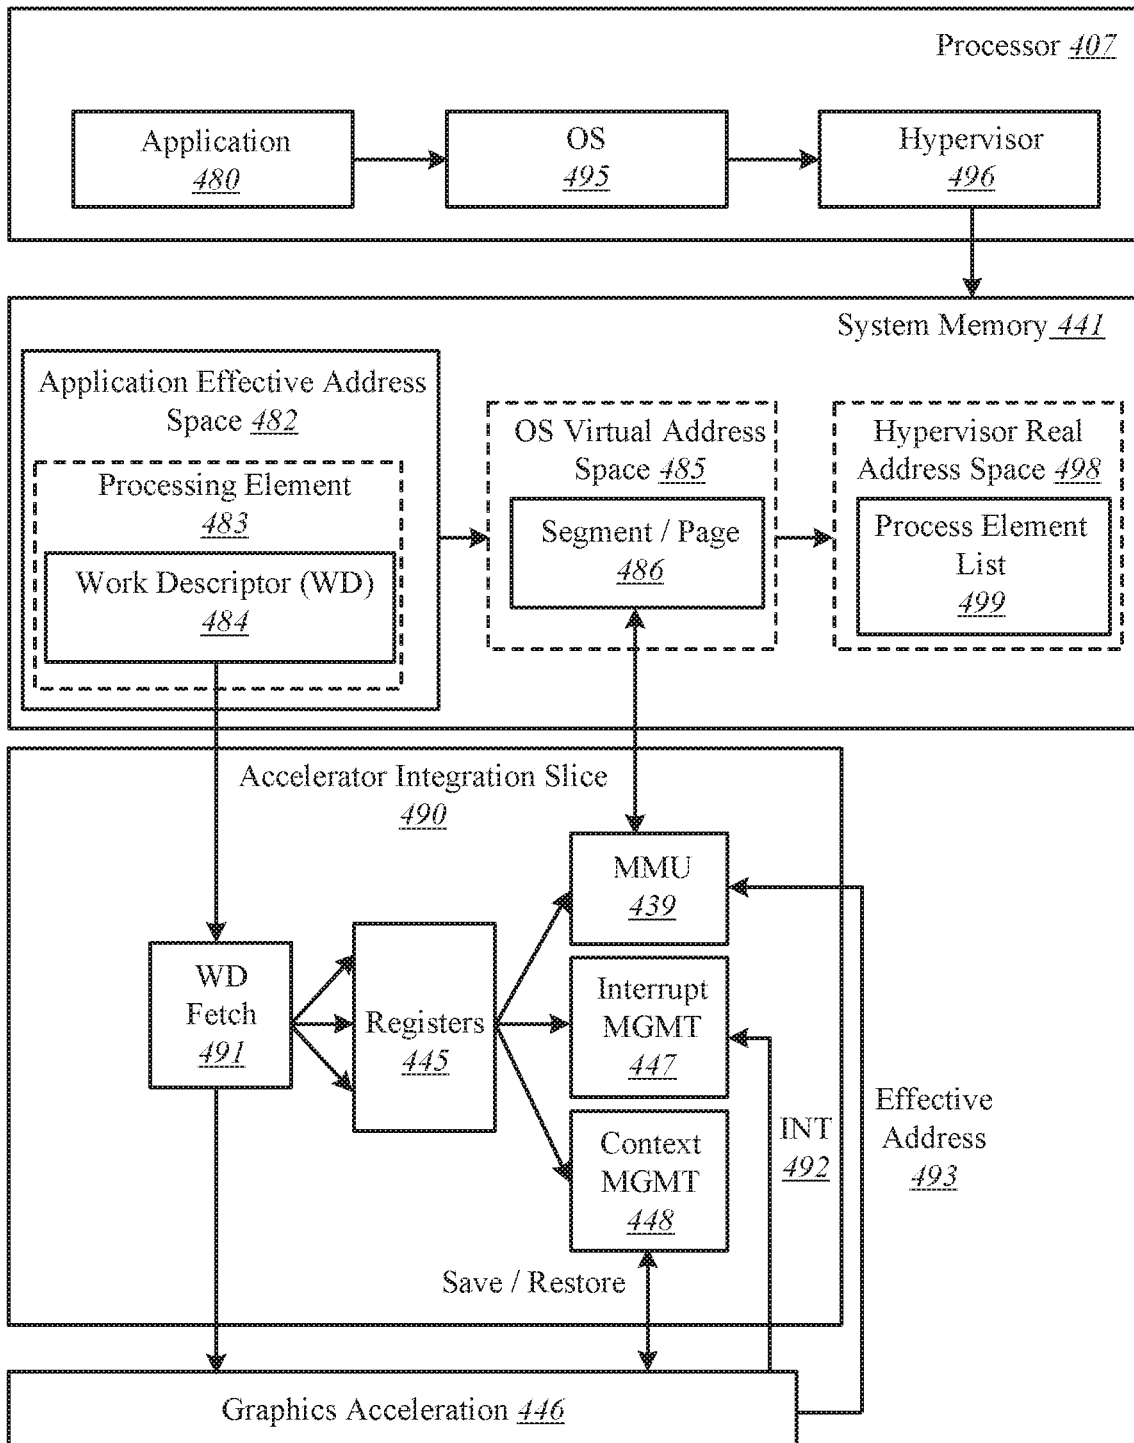 Processor 407
Application
480
OS
495
Hypervisor
496
System Memory 441
Application Effective Address
Space 482
Processing Element
483
Work Descriptor (WD)
484
OS Virtual Address
Space 485
Segment / Page
486
Hypervisor Real
Address Space 498
Process Element
List
499
Accelerator Integration Slice
490
MMU
439
WD
Fetch
491
Registers
445
Interrupt
MGMT
447
Context
MGMT
448
INT
492
Effective
Address
493
Save / Restore
Graphics Acceleration 446